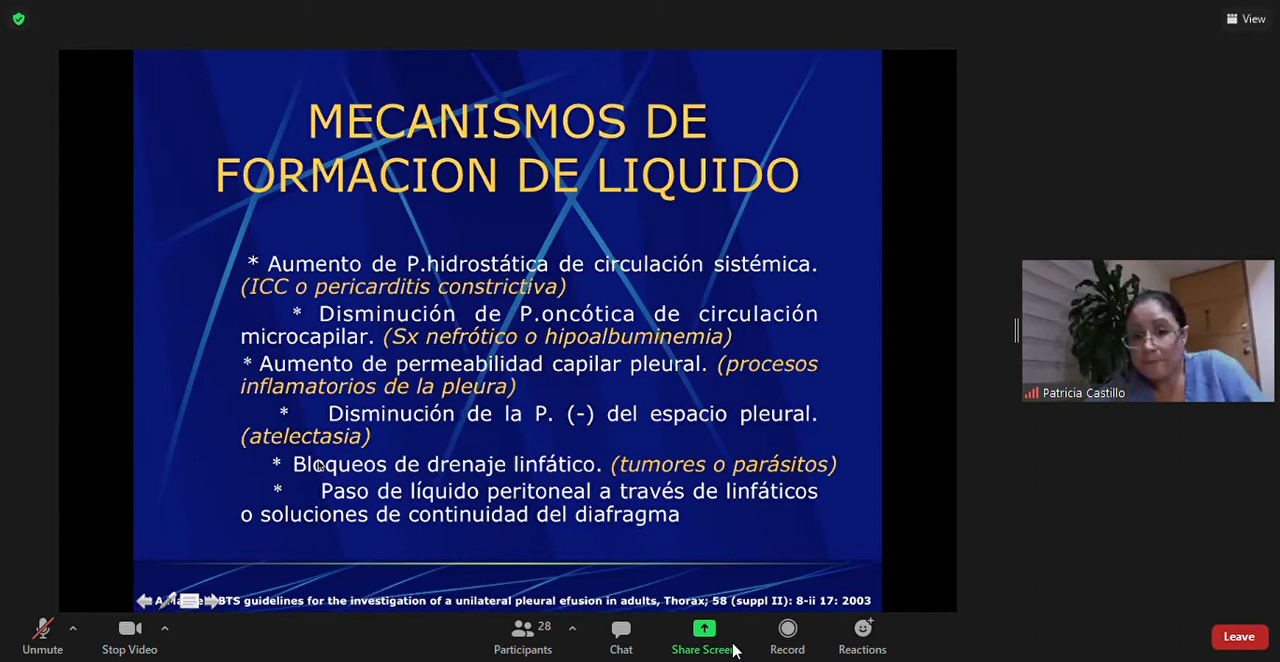 View
MECANISMOS DE
FORMACION DE LIQUIDO
* Aumento de P.hidrostática de circulación sistémica.
(ICC o pericarditis constrictiva)
* Disminución de P.oncótica de circulación
microcapilar. (Sx nefrótico o hipoalbuminemia)
* Aumento de permeabilidad capilar pleural. (procesos
inflamatorios de la pleura)
* Disminución de la P. (-) del espacio pleural.
(atelectasia)
* Bloqueos de drenaje linfático. (tumores o parásitos)
* Paso de líquido peritoneal a través de linfáticos
o soluciones de continuidad del diafragma
A BTS guidelines for the investigation of a unilateral pleural efusion in adults, Thorax; 58 (suppl II): 8-ii 17: 2003
Patricia Castillo
Unmute
Stop Video
Participants 28
Chat
Share Screen
Record
Reactions
Leave